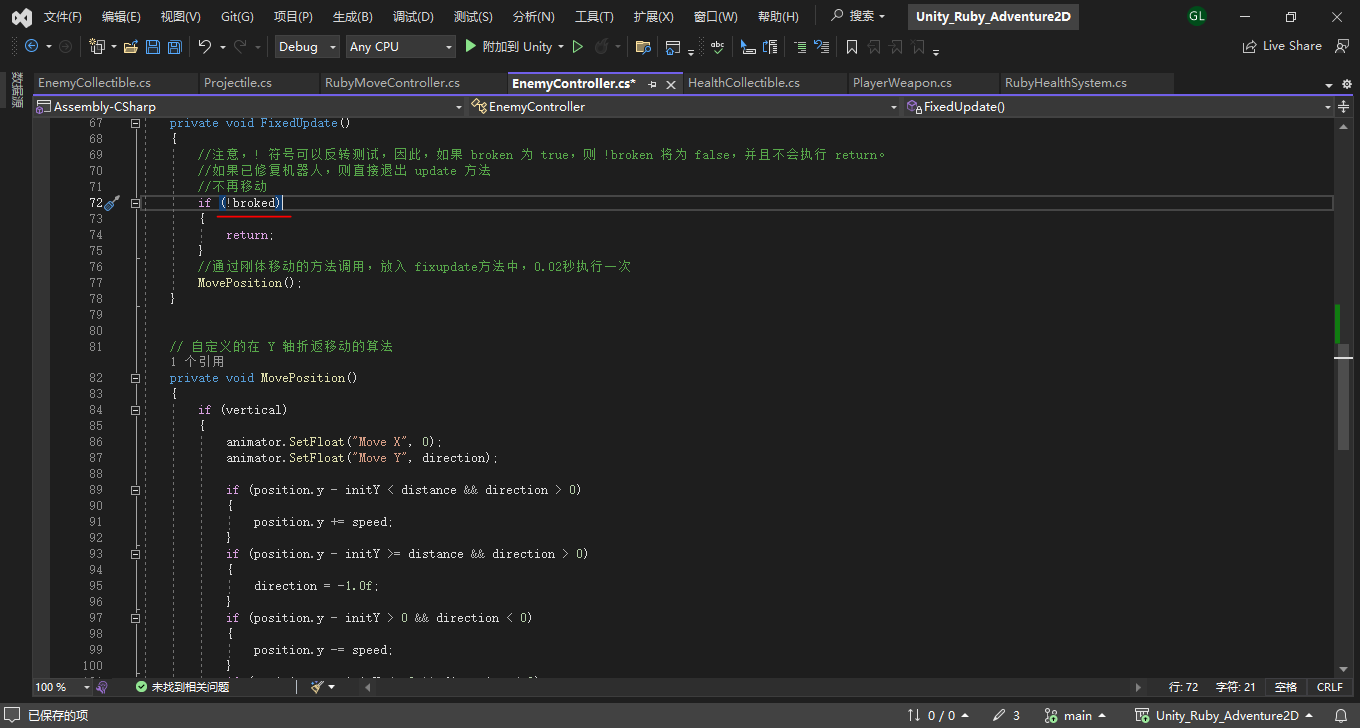 文件(F) 编辑(E) 视图(V) Git(G) 项目(P) 生成(B) 调试(D) 测试(S) 分析(N) 工具(T) 扩展(X) 窗口(W) 帮助(H) 搜索 Unity_Ruby_Adventure2D GL
Debug Any CPU 附加到 Unity Live Share
数据源
EnemyCollectible.cs Projectile.cs RubyMoveController.cs EnemyController.cs* HealthCollectible.cs PlayerWeapon.cs RubyHealthSystem.cs
Assembly-CSharp EnemyController FixedUpdate()
67 private void FixedUpdate()
68 {
69 //注意，! 符号可以反转测试，因此，如果 broken 为 true，则 !broken 将为 false，并且不会执行 return。
70 //如果已修复机器人，则直接退出 update 方法
71 //不再移动
72 if (!broked)
73 {
74 return;
75 }
76 //通过刚体移动的方法调用，放入 fixupdate方法中，0.02秒执行一次
77 MovePosition();
78 }
79
80
81 // 自定义的在 Y 轴折返移动的算法
1 个引用
82 private void MovePosition()
83 {
84 if (vertical)
85 {
86 animator.SetFloat("Move X", 0);
87 animator.SetFloat("Move Y", direction);
88
89 if (position.y - initY < distance && direction > 0)
90 {
91 position.y += speed;
92 }
93 if (position.y - initY >= distance && direction > 0)
94 {
95 direction = -1.0f;
96 }
97 if (position.y - initY > 0 && direction < 0)
98 {
99 position.y -= speed;
100 }
100 % 未找到相关问题 行: 72 字符: 21 空格 CRLF
已保存的项 0 / 0 3 main Unity_Ruby_Adventure2D